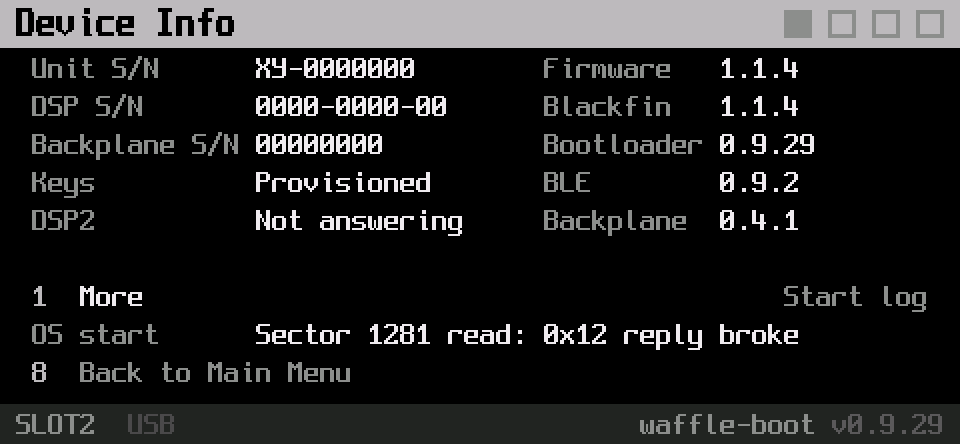 Device Info
Unit S/N XY-0000000 Firmware 1.1.4
DSP S/N 0000-0000-00 Blackfin 1.1.4
Backplane S/N 00000000 Bootloader 0.9.29
Keys Provisioned BLE 0.9.2
DSP2 Not answering Backplane 0.4.1
1 More Start log
OS start Sector 1281 read: 0x12 reply broke
8 Back to Main Menu
SLOT2 USB waffle-boot v0.9.29